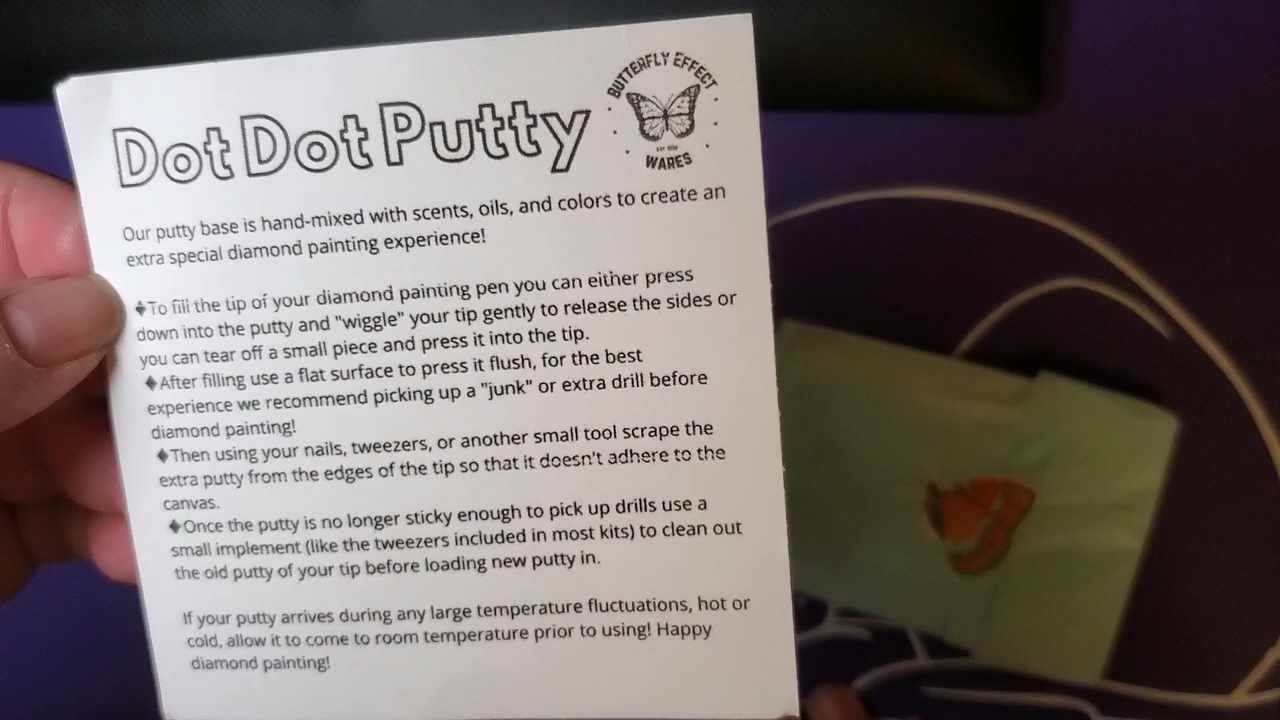 Dot Dot Putty
BUTTERFLY EFFECT
WARES
Our putty base is hand-mixed with scents, oils, and colors to create an
extra special diamond painting experience!
♦To fill the tip of your diamond painting pen you can either press
down into the putty and "wiggle" your tip gently to release the sides or
you can tear off a small piece and press it into the tip.
♦After filling use a flat surface to press it flush, for the best
experience we recommend picking up a "junk" or extra drill before
diamond painting!
♦Then using your nails, tweezers, or another small tool scrape the
extra putty from the edges of the tip so that it doesn't adhere to the
canvas.
♦Once the putty is no longer sticky enough to pick up drills use a
small implement (like the tweezers included in most kits) to clean out
the old putty of your tip before loading new putty in.
If your putty arrives during any large temperature fluctuations, hot or
cold, allow it to come to room temperature prior to using! Happy
diamond painting!